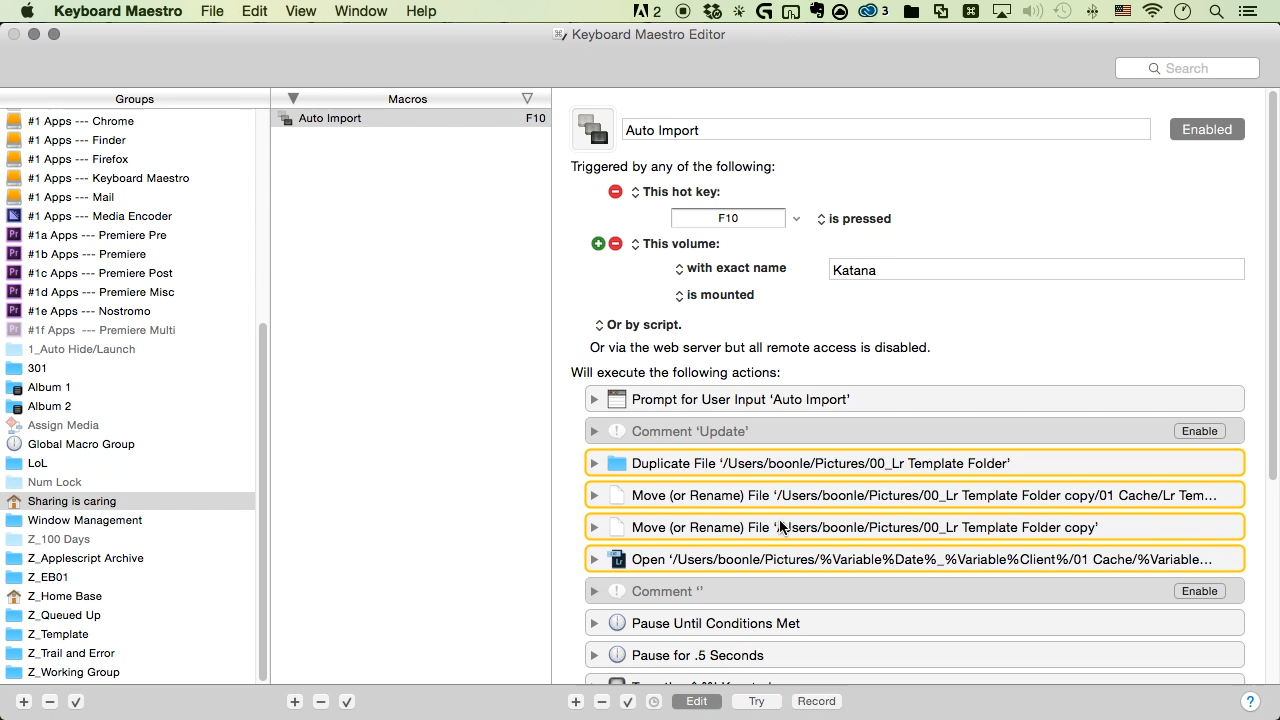 Keyboard Maestro File Edit View Window Help 2 3
Keyboard Maestro Editor
Search
Groups
#1 Apps --- Chrome
#1 Apps --- Finder
#1 Apps --- Firefox
#1 Apps --- Keyboard Maestro
#1 Apps --- Mail
#1 Apps --- Media Encoder
#1a Apps --- Premiere Pre
#1b Apps --- Premiere
#1c Apps --- Premiere Post
#1d Apps --- Premiere Misc
#1e Apps --- Nostromo
#1f Apps --- Premiere Multi
1_Auto Hide/Launch
301
Album 1
Album 2
Assign Media
Global Macro Group
LoL
Num Lock
Sharing is caring
Window Management
Z_100 Days
Z_Applescript Archive
Z_EB01
Z_Home Base
Z_Queued Up
Z_Template
Z_Trail and Error
Z_Working Group
Macros
Auto Import F10
Auto Import Enabled
Triggered by any of the following:
This hot key:
F10 is pressed
This volume:
with exact name Katana
is mounted
Or by script.
Or via the web server but all remote access is disabled.
Will execute the following actions:
Prompt for User Input ‘Auto Import’
Comment ‘Update’ Enable
Duplicate File ‘/Users/boonle/Pictures/00_Lr Template Folder’
Move (or Rename) File ‘/Users/boonle/Pictures/00_Lr Template Folder copy/01 Cache/Lr Tem...
Move (or Rename) File ‘/Users/boonle/Pictures/00_Lr Template Folder copy’
Open ‘/Users/boonle/Pictures/%Variable%Date%_%Variable%Client%/01 Cache/%Variable...
Comment ‘’ Enable
Pause Until Conditions Met
Pause for .5 Seconds
Edit Try Record ?